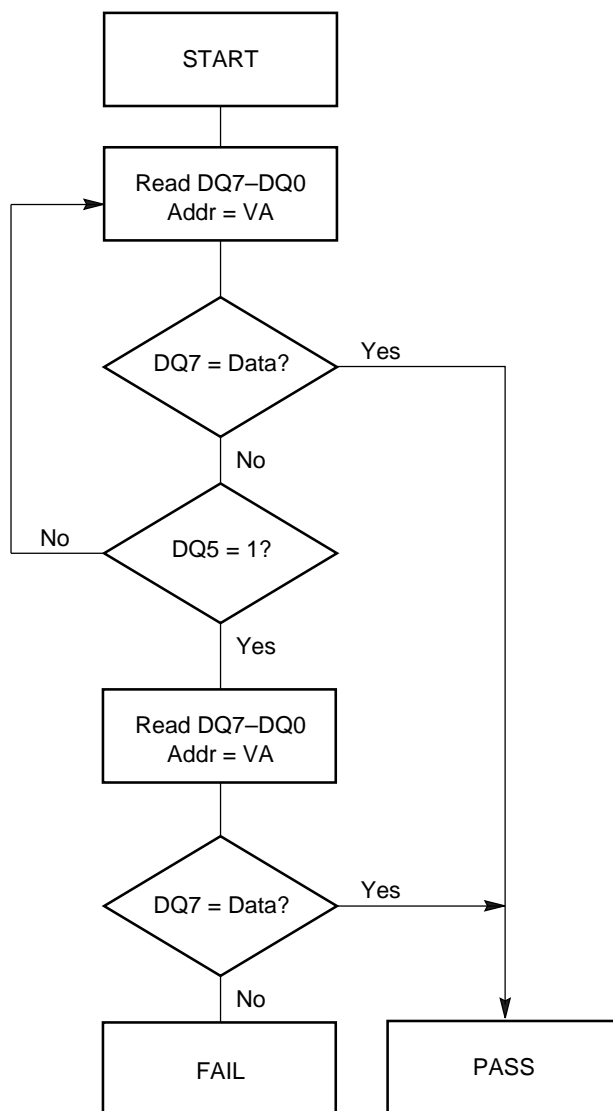 START
Read DQ7–DQ0
Addr = VA
DQ7 = Data?
Yes
No
No
DQ5 = 1?
Yes
Read DQ7–DQ0
Addr = VA
DQ7 = Data?
Yes
No
FAIL
PASS